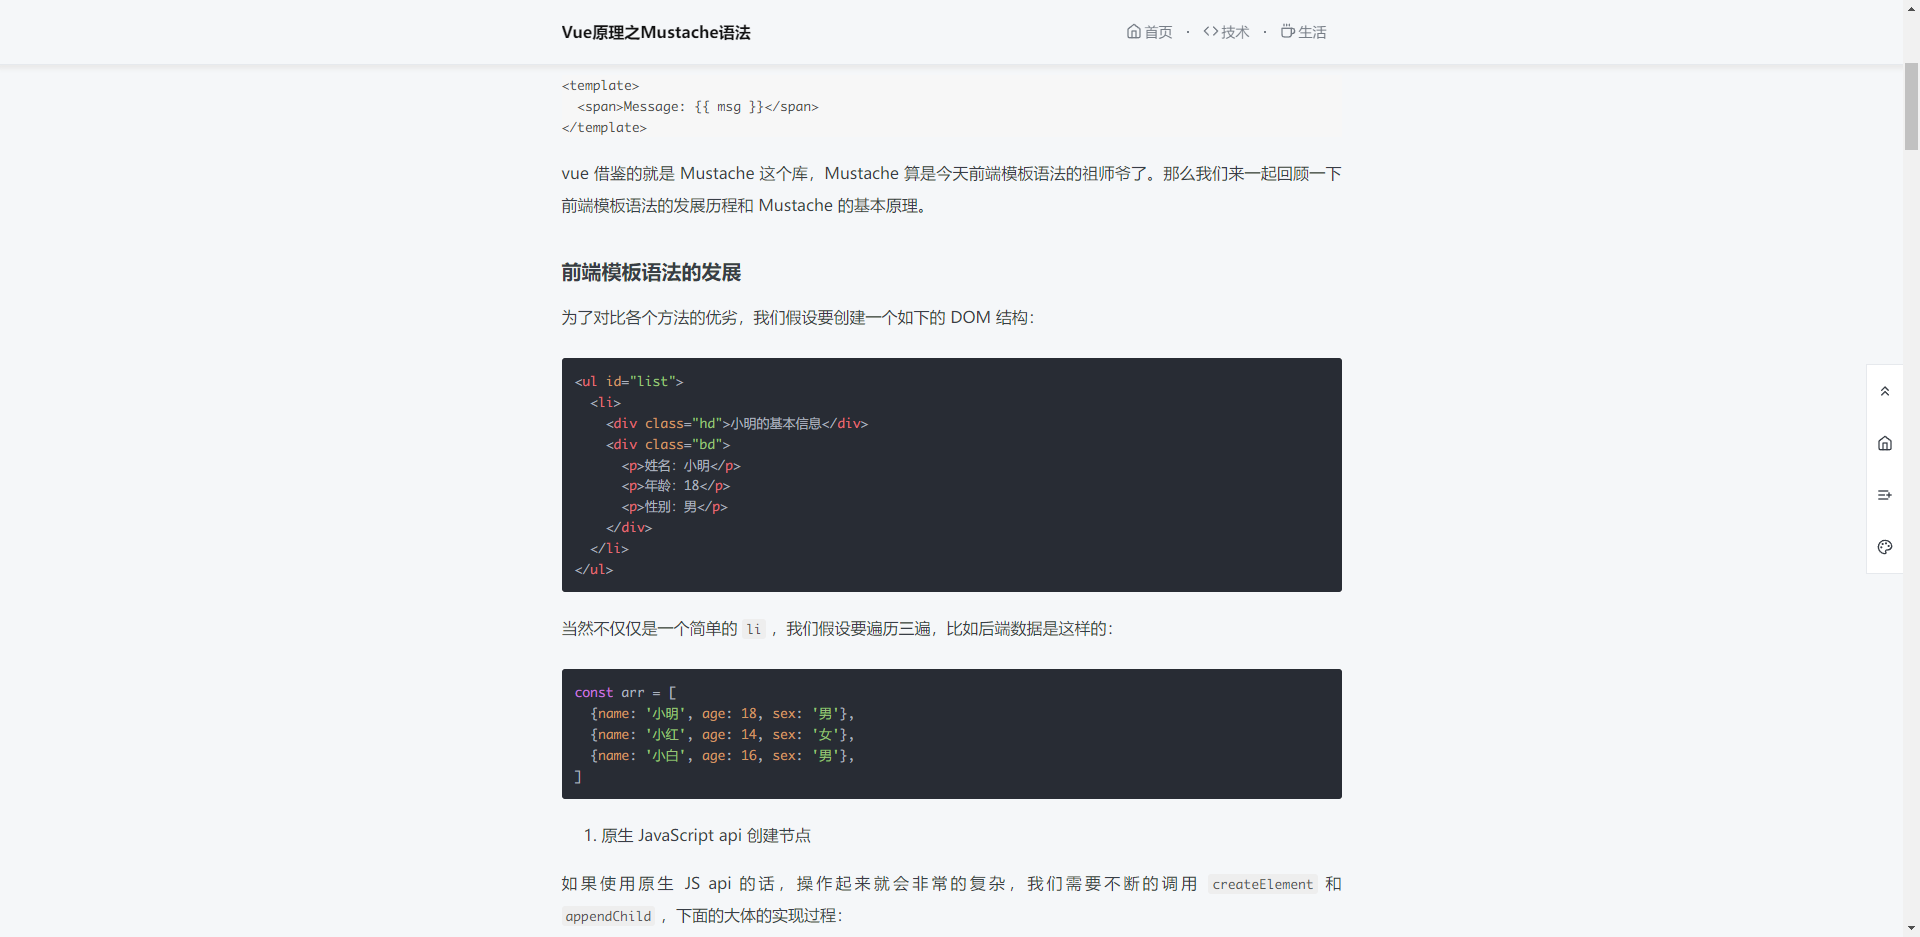 Vue原理之Mustache语法
首页 · 技术 · 生活
<template>
  <span>Message: {{ msg }}</span>
</template>
vue 借鉴的就是 Mustache 这个库，Mustache 算是今天前端模板语法的祖师爷了。那么我们来一起回顾一下
前端模板语法的发展历程和 Mustache 的基本原理。
前端模板语法的发展
为了对比各个方法的优劣，我们假设要创建一个如下的 DOM 结构：
<ul id="list">
  <li>
    <div class="hd">小明的基本信息</div>
    <div class="bd">
      <p>姓名：小明</p>
      <p>年龄：18</p>
      <p>性别：男</p>
    </div>
  </li>
</ul>
当然不仅仅是一个简单的 li ，我们假设要遍历三遍，比如后端数据是这样的：
const arr = [
  {name: '小明', age: 18, sex: '男'},
  {name: '小红', age: 14, sex: '女'},
  {name: '小白', age: 16, sex: '男'},
]
1. 原生 JavaScript api 创建节点
如果使用原生 JS api 的话，操作起来就会非常的复杂，我们需要不断的调用 createElement 和
appendChild ，下面的大体的实现过程：